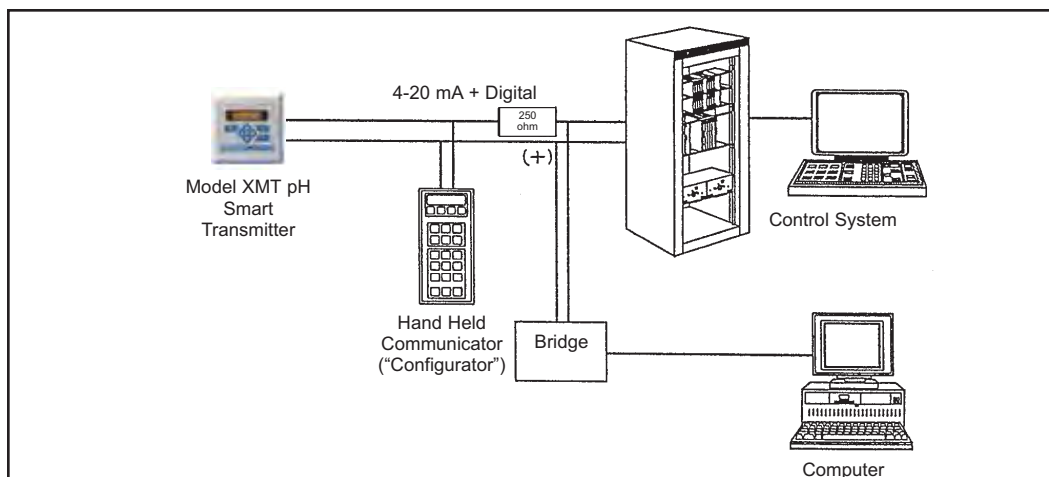 4-20 mA + Digital
250
ohm
(+)
Model XMT pH
Smart
Transmitter
Control System
Hand Held
Communicator
(“Configurator”)
Bridge
Computer